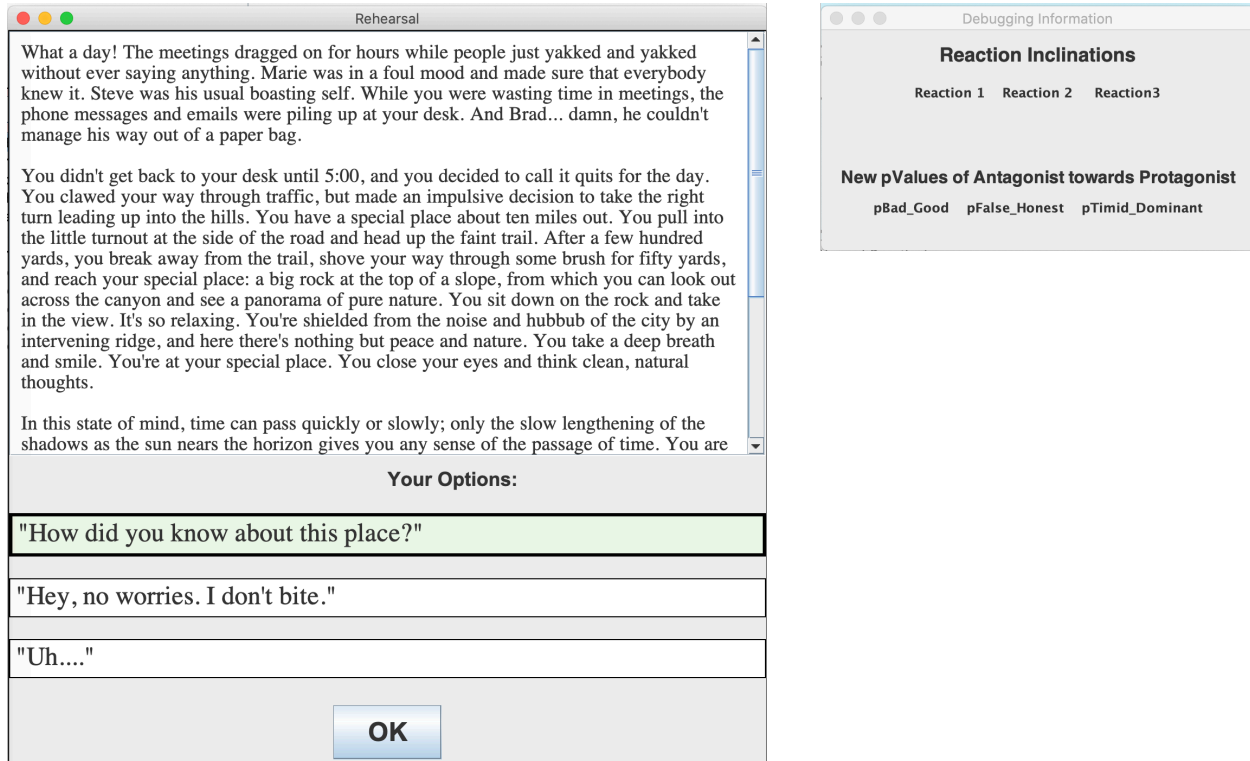 Rehearsal
What a day! The meetings dragged on for hours while people just yakked and yakked
without ever saying anything. Marie was in a foul mood and made sure that everybody
knew it. Steve was his usual boasting self. While you were wasting time in meetings, the
phone messages and emails were piling up at your desk. And Brad... damn, he couldn't
manage his way out of a paper bag.
You didn't get back to your desk until 5:00, and you decided to call it quits for the day.
You clawed your way through traffic, but made an impulsive decision to take the right
turn leading up into the hills. You have a special place about ten miles out. You pull into
the little turnout at the side of the road and head up the faint trail. After a few hundred
yards, you break away from the trail, shove your way through some brush for fifty yards,
and reach your special place: a big rock at the top of a slope, from which you can look out
across the canyon and see a panorama of pure nature. You sit down on the rock and take
in the view. It's so relaxing. You're shielded from the noise and hubbub of the city by an
intervening ridge, and here there's nothing but peace and nature. You take a deep breath
and smile. You're at your special place. You close your eyes and think clean, natural
thoughts.
In this state of mind, time can pass quickly or slowly; only the slow lengthening of the
shadows as the sun nears the horizon gives you any sense of the passage of time. You are
Your Options:
"How did you know about this place?"
"Hey, no worries. I don't bite."
"Uh...."
OK
Debugging Information
Reaction Inclinations
Reaction 1 Reaction 2 Reaction3
New pValues of Antagonist towards Protagonist
pBad_Good pFalse_Honest pTimid_Dominant